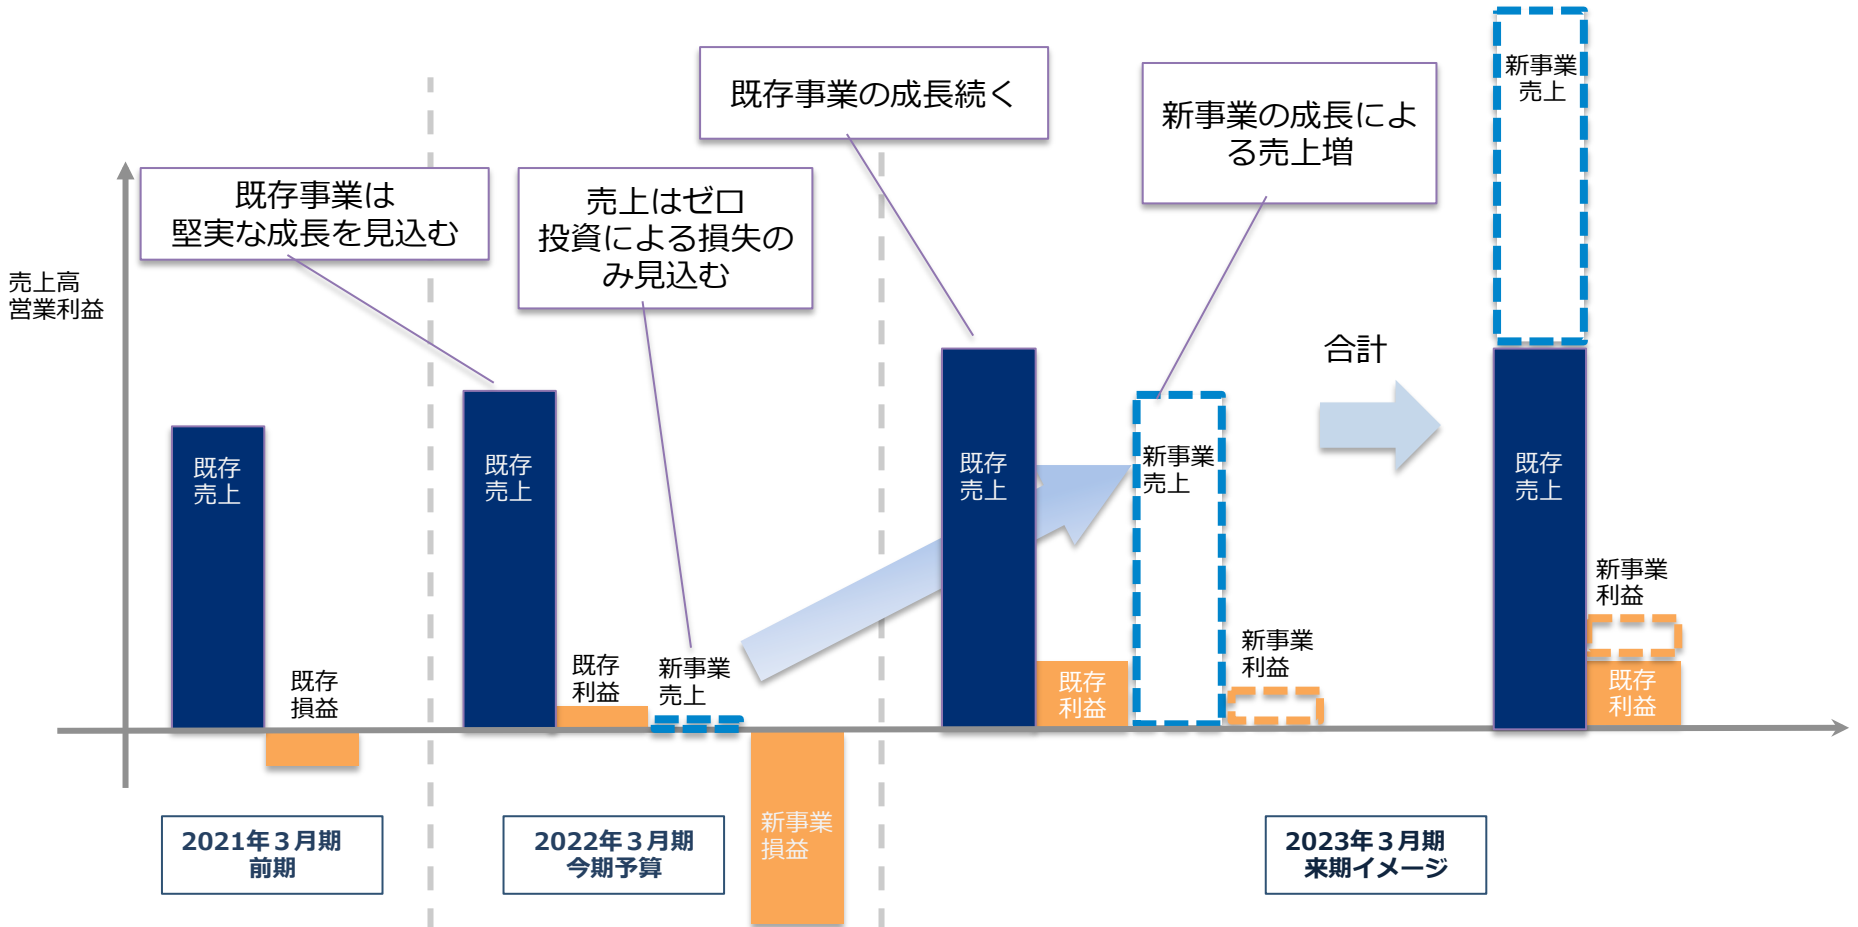 売上高
営業利益
既存事業は
堅実な成長を見込む
売上はゼロ
投資による損失の
み見込む
既存事業の成長続く
新事業の成長によ
る売上増
合計
既存
売上
既存
損益
既存
売上
既存
利益
新事業
売上
新事業
損益
既存
売上
既存
利益
新事業
売上
新事業
利益
新事業
売上
既存
売上
新事業
利益
既存
利益
2021年３月期
前期
2022年３月期
今期予算
2023年３月期
来期イメージ